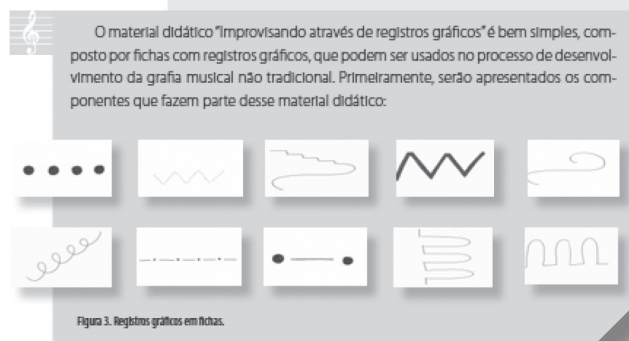 O material didático “Improvisando através de registros gráficos” é bem simples, com-
posto por fichas com registros gráficos, que podem ser usados no processo de desenvol-
vimento da grafia musical não tradicional. Primeiramente, serão apresentados os com-
ponentes que fazem parte desse material didático:
Figura 3. Registros gráficos em fichas.